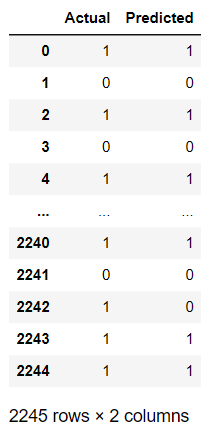 Actual Predicted
0 1 1
1 0 0
2 1 1
3 0 0
4 1 1
... ... ...
2240 1 1
2241 0 0
2242 1 0
2243 1 1
2244 1 1
2245 rows × 2 columns